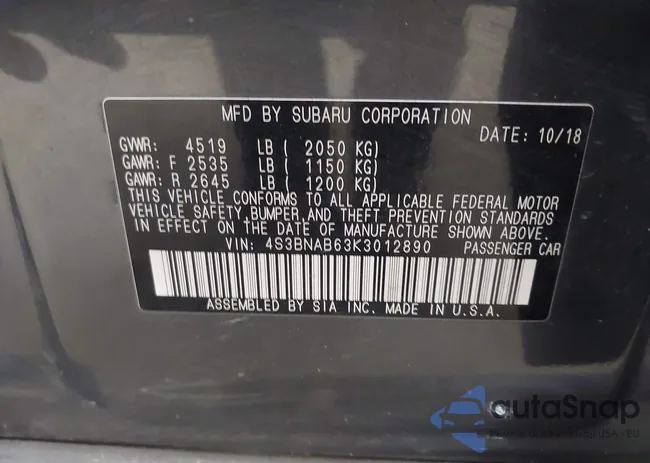 MFD BY SUBARU CORPORATION
DATE: 10/18
GVWR: 4519 LB ( 2050 KG)
GAWR: F 2535 LB ( 1150 KG)
GAWR: R 2645 LB ( 1200 KG)
THIS VEHICLE CONFORMS TO ALL APPLICABLE FEDERAL MOTOR
VEHICLE SAFETY, BUMPER, AND THEFT PREVENTION STANDARDS
IN EFFECT ON THE DATE OF MANUFACTURE SHOWN ABOVE.
VIN: 4S3BNAB63K3012890 PASSENGER CAR
ASSEMBLED BY SIA INC. MADE IN U.S.A.
autoSnap